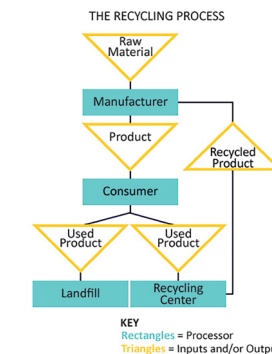 THE RECYCLING PROCESS
Raw
Material
Manufacturer
Product
Recycled
Product
Consumer
Used
Product
Used
Product
Landfill
Recycling
Center
KEY
Rectangles = Processor
Triangles = Inputs and/or Outp